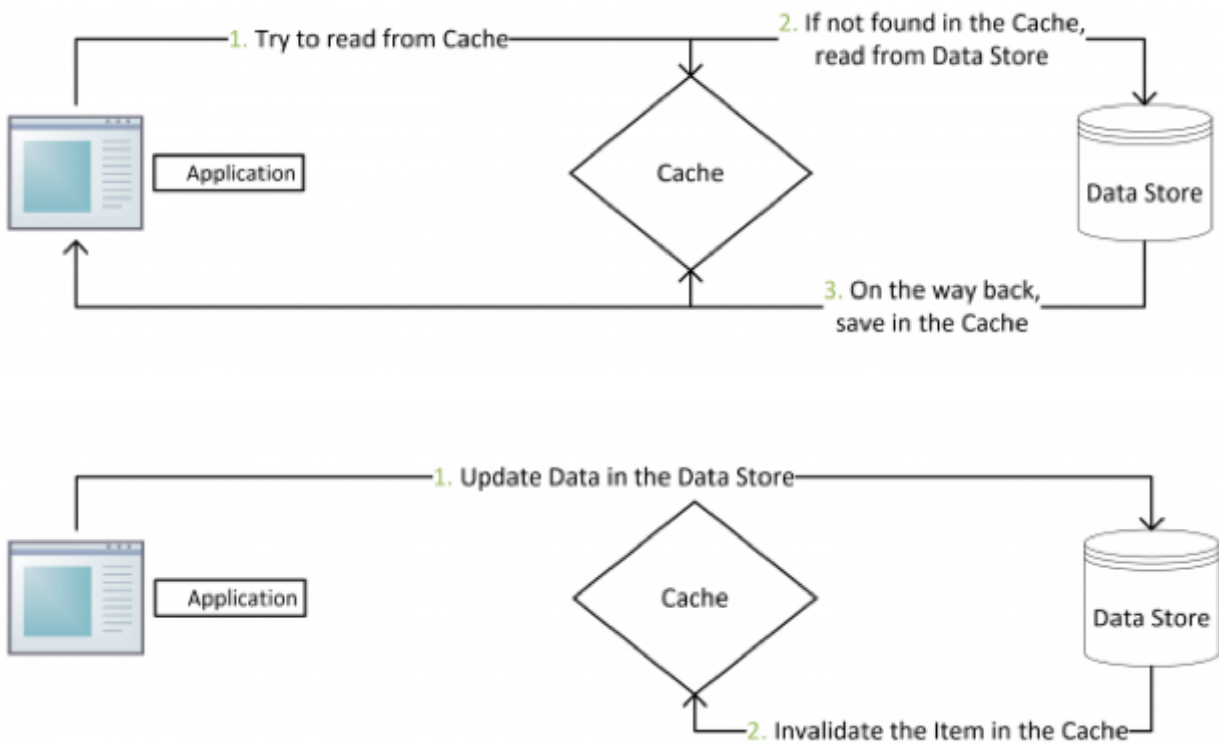 1. Try to read from Cache
2. If not found in the Cache,
read from Data Store
Application
Cache
Data Store
3. On the way back,
save in the Cache
1. Update Data in the Data Store
Application
Cache
Data Store
2. Invalidate the Item in the Cache